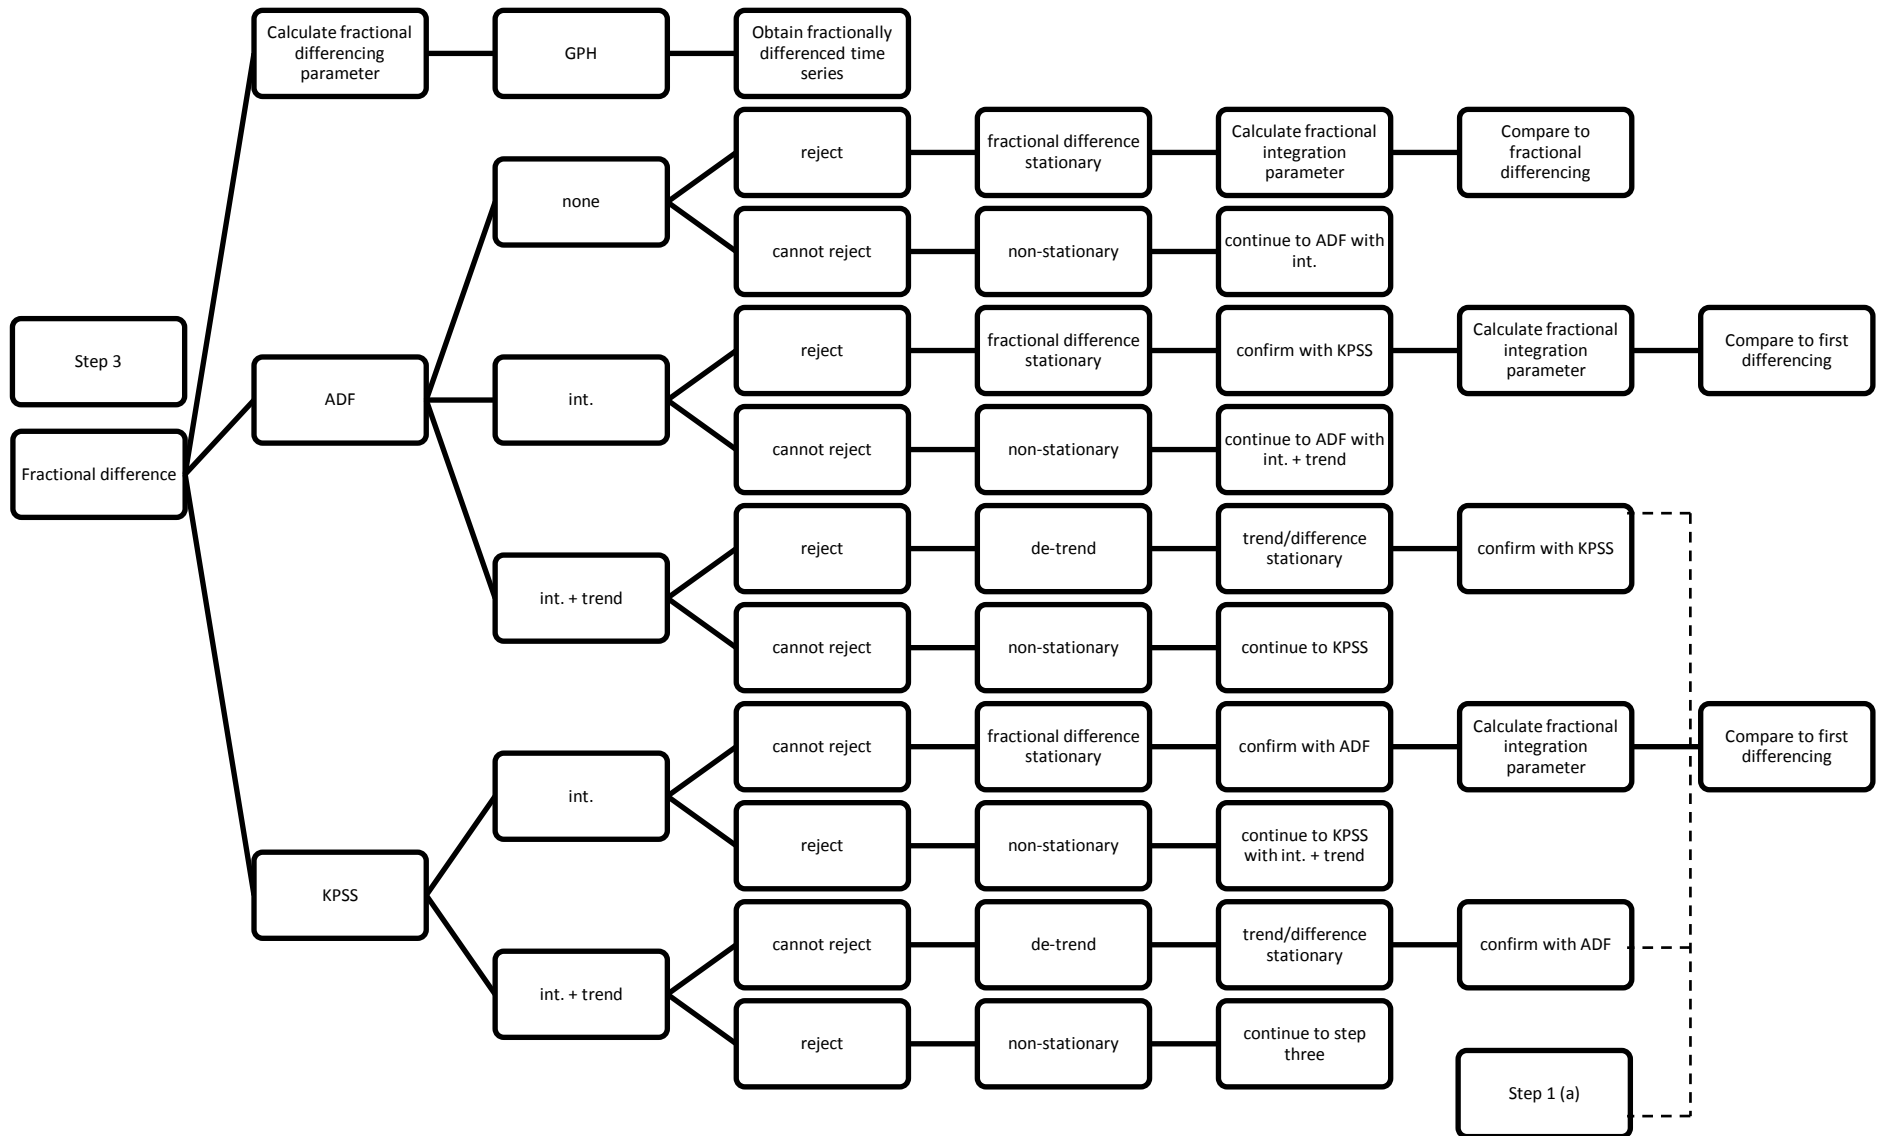 Calculate fractional
differencing
parameter
GPH
Obtain fractionally
differenced time
series
reject
fractional difference
stationary
Calculate fractional
integration
parameter
Compare to
fractional
differencing
none
cannot reject
non-stationary
continue to ADF with
int.
Step 3
Fractional difference
ADF
int.
reject
fractional difference
stationary
confirm with KPSS
Calculate fractional
integration
parameter
Compare to first
differencing
cannot reject
non-stationary
continue to ADF with
int. + trend
int. + trend
reject
de-trend
trend/difference
stationary
confirm with KPSS
cannot reject
non-stationary
continue to KPSS
KPSS
int.
cannot reject
fractional difference
stationary
confirm with ADF
Calculate fractional
integration
parameter
Compare to first
differencing
reject
non-stationary
continue to KPSS
with int. + trend
int. + trend
cannot reject
de-trend
trend/difference
stationary
confirm with ADF
reject
non-stationary
continue to step
three
Step 1 (a)